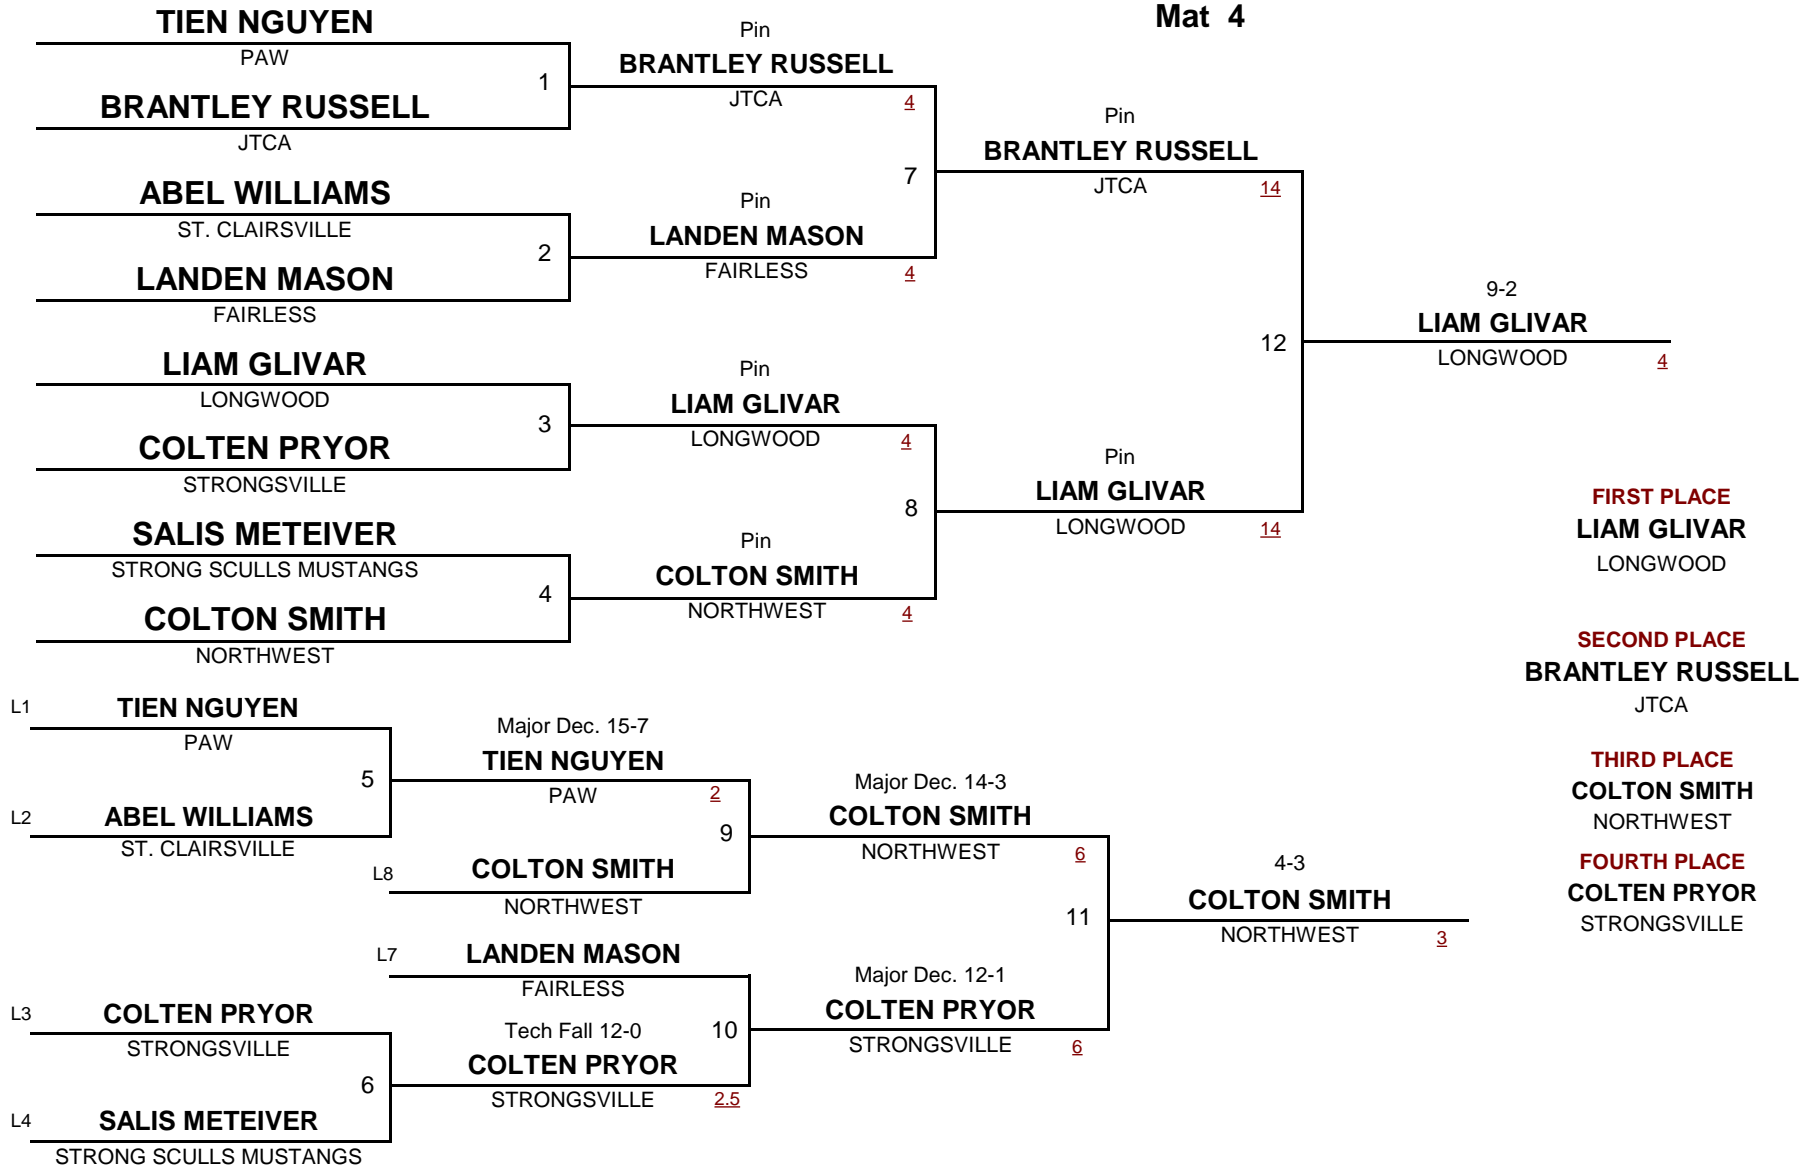 Mat 4
TIEN NGUYEN
PAW
1
BRANTLEY RUSSELL
JTCA
ABEL WILLIAMS
ST. CLAIRSVILLE
2
LANDEN MASON
FAIRLESS
LIAM GLIVAR
LONGWOOD
3
COLTEN PRYOR
STRONGSVILLE
SALIS METEIVER
STRONG SCULLS MUSTANGS
4
COLTON SMITH
NORTHWEST
Pin
BRANTLEY RUSSELL
JTCA 4
7
Pin
LANDEN MASON
FAIRLESS 4
Pin
LIAM GLIVAR
LONGWOOD 4
8
Pin
COLTON SMITH
NORTHWEST 4
Pin
BRANTLEY RUSSELL
JTCA 14
12
Pin
LIAM GLIVAR
LONGWOOD 14
9-2
LIAM GLIVAR
LONGWOOD 4
FIRST PLACE
LIAM GLIVAR
LONGWOOD
SECOND PLACE
BRANTLEY RUSSELL
JTCA
THIRD PLACE
COLTON SMITH
NORTHWEST
FOURTH PLACE
COLTEN PRYOR
STRONGSVILLE
L1 TIEN NGUYEN
PAW
5
L2 ABEL WILLIAMS
ST. CLAIRSVILLE
L3 COLTEN PRYOR
STRONGSVILLE
6
L4 SALIS METEIVER
STRONG SCULLS MUSTANGS
Major Dec. 15-7
TIEN NGUYEN
PAW 2
9
L8 COLTON SMITH
NORTHWEST
L7 LANDEN MASON
FAIRLESS
Tech Fall 12-0 10
COLTEN PRYOR
STRONGSVILLE 2.5
Major Dec. 14-3
COLTON SMITH
NORTHWEST 6
11
Major Dec. 12-1
COLTEN PRYOR
STRONGSVILLE 6
4-3
COLTON SMITH
NORTHWEST 3